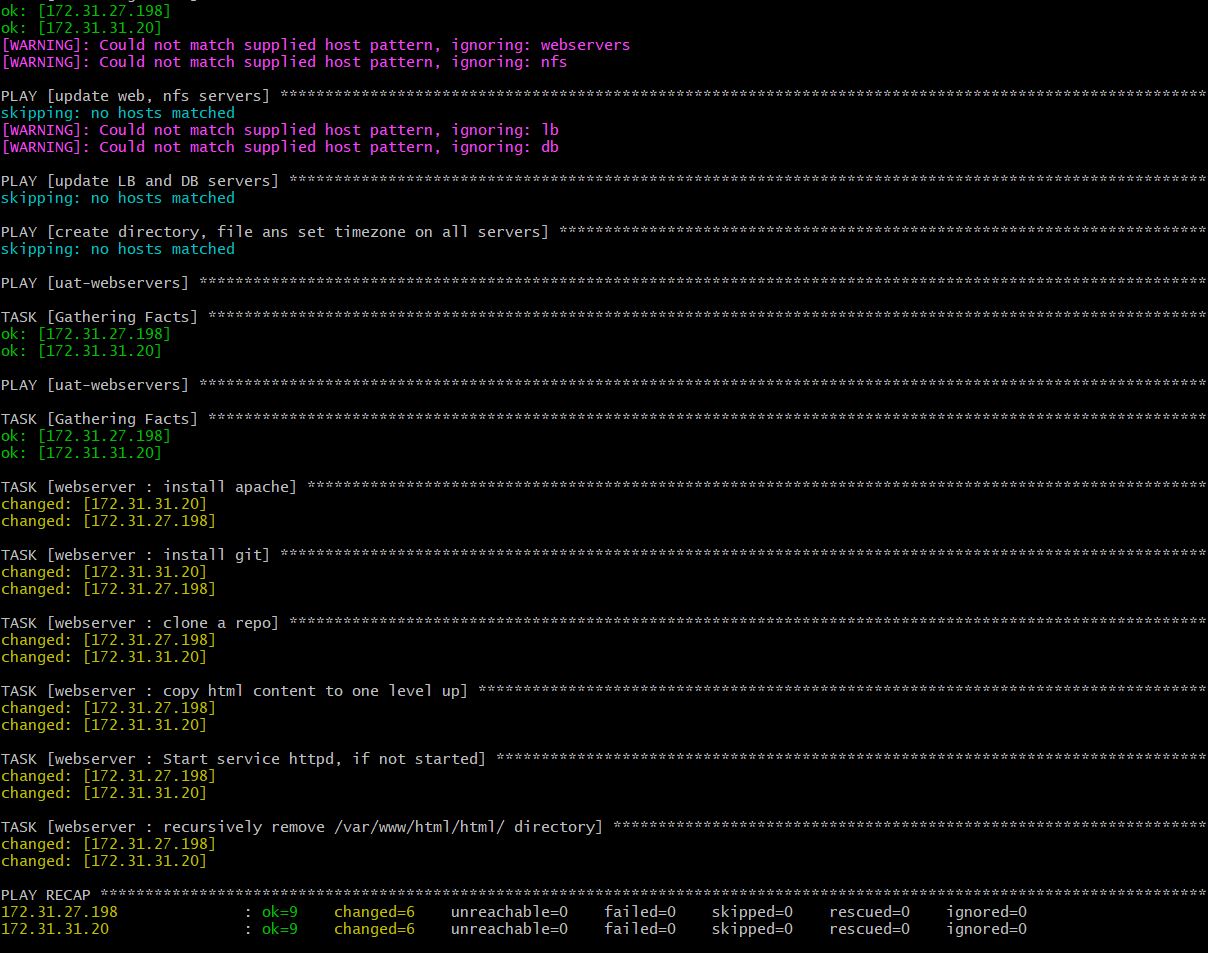 ok: [172.31.27.198]
ok: [172.31.31.20]
[WARNING]: Could not match supplied host pattern, ignoring: webservers
[WARNING]: Could not match supplied host pattern, ignoring: nfs
PLAY [update web, nfs servers] ******************************************************************************************************
skipping: no hosts matched
[WARNING]: Could not match supplied host pattern, ignoring: lb
[WARNING]: Could not match supplied host pattern, ignoring: db
PLAY [update LB and DB servers] *****************************************************************************************************
skipping: no hosts matched
PLAY [create directory, file ans set timezone on all servers] ***********************************************************************
skipping: no hosts matched
PLAY [uat-webservers] ***************************************************************************************************************
TASK [Gathering Facts] **************************************************************************************************************
ok: [172.31.27.198]
ok: [172.31.31.20]
PLAY [uat-webservers] ***************************************************************************************************************
TASK [Gathering Facts] **************************************************************************************************************
ok: [172.31.27.198]
ok: [172.31.31.20]
TASK [webserver : install apache] ***************************************************************************************************
changed: [172.31.31.20]
changed: [172.31.27.198]
TASK [webserver : install git] ******************************************************************************************************
changed: [172.31.31.20]
changed: [172.31.27.198]
TASK [webserver : clone a repo] *****************************************************************************************************
changed: [172.31.27.198]
changed: [172.31.31.20]
TASK [webserver : copy html content to one level up] ********************************************************************************
changed: [172.31.27.198]
changed: [172.31.31.20]
TASK [webserver : Start service httpd, if not started] ******************************************************************************
changed: [172.31.27.198]
changed: [172.31.31.20]
TASK [webserver : recursively remove /var/www/html/html/ directory] *****************************************************************
changed: [172.31.27.198]
changed: [172.31.31.20]
PLAY RECAP **************************************************************************************************************************
172.31.27.198 : ok=9 changed=6 unreachable=0 failed=0 skipped=0 rescued=0 ignored=0
172.31.31.20 : ok=9 changed=6 unreachable=0 failed=0 skipped=0 rescued=0 ignored=0